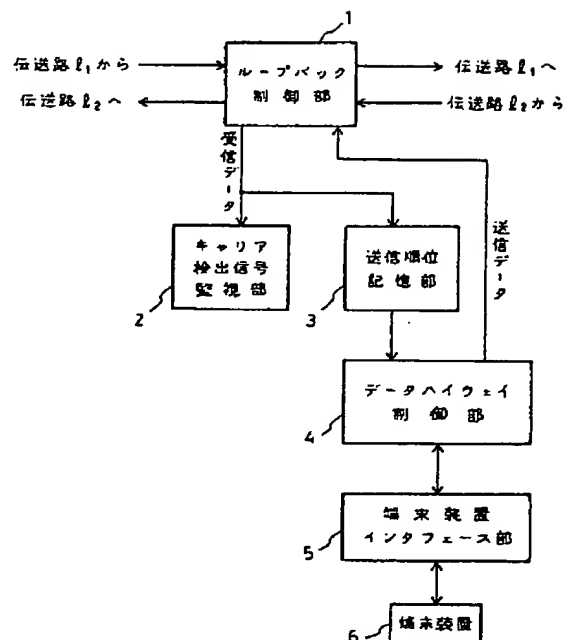 1
伝送路ℓ₁から
ループバック
制御部
伝送路ℓ₁へ
伝送路ℓ₂へ
伝送路ℓ₂から
受信データ
送信データ
キャリア
検出信号
監視部
2
送信順位
記憶部
3
データハイウェイ
制御部
4
端末装置
インタフェース部
5
端末装置
6